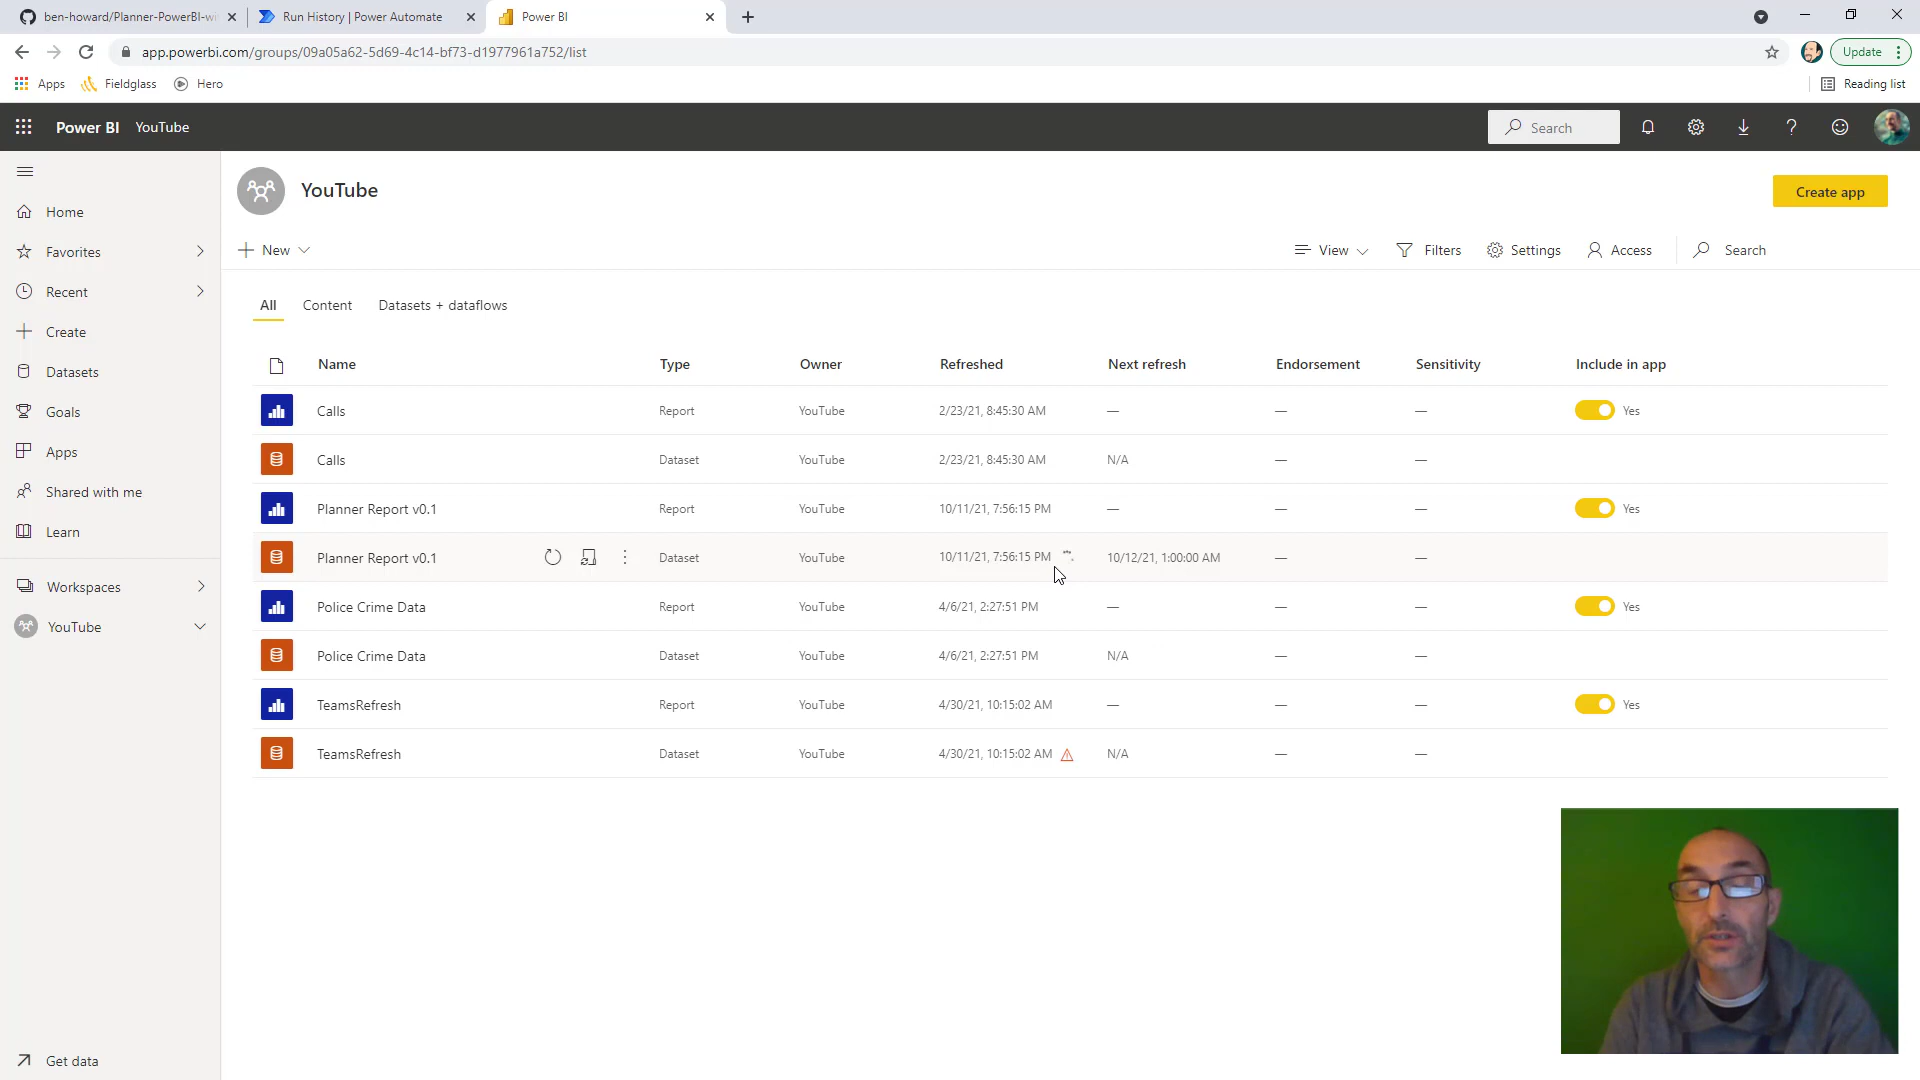 ben-howard/Planner-PowerBI-wi
Run History | Power Automate
Power BI
app.powerbi.com/groups/09a05a62-5d69-4c14-bf73-d1977961a752/list
Update
Apps
Fieldglass
Hero
Reading list
Power BI
YouTube
Search
YouTube
Create app
Home
Favorites
Recent
Create
Datasets
Goals
Apps
Shared with me
Learn
Workspaces
YouTube
Get data
New
View
Filters
Settings
Access
Search
All
Content
Datasets + dataflows
Name Type Owner Refreshed Next refresh Endorsement Sensitivity Include in app
Calls Report YouTube 2/23/21, 8:45:30 AM — — — Yes
Calls Dataset YouTube 2/23/21, 8:45:30 AM N/A — —
Planner Report v0.1 Report YouTube 10/11/21, 7:56:15 PM — — — Yes
Planner Report v0.1 Dataset YouTube 10/11/21, 7:56:15 PM 10/12/21, 1:00:00 AM — —
Police Crime Data Report YouTube 4/6/21, 2:27:51 PM — — — Yes
Police Crime Data Dataset YouTube 4/6/21, 2:27:51 PM N/A — —
TeamsRefresh Report YouTube 4/30/21, 10:15:02 AM — — — Yes
TeamsRefresh Dataset YouTube 4/30/21, 10:15:02 AM N/A — —